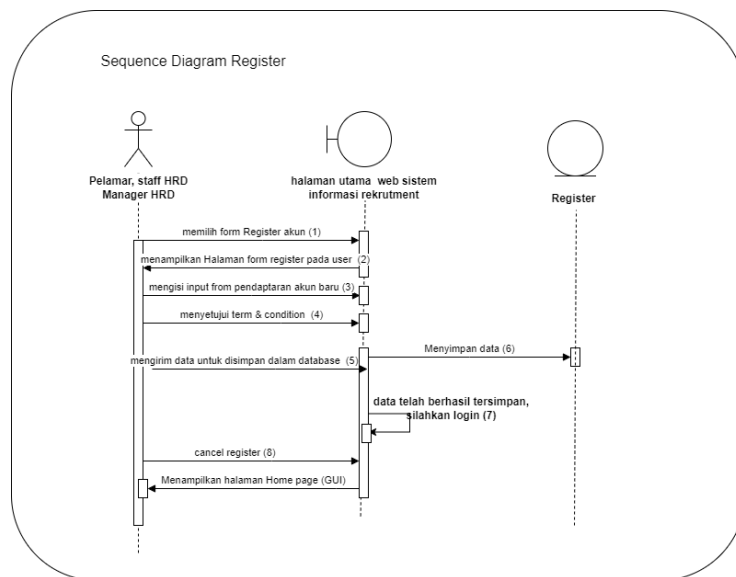 Sequence Diagram Register
Pelamar, staff HRD
Manager HRD
halaman utama web sistem
informasi rekrutment
Register
memilih form Register akun (1)
menampilkan Halaman form register pada user (2)
mengisi input from pendaptaran akun baru (3)
menyetujui term & condition (4)
Menyimpan data (6)
mengirim data untuk disimpan dalam database (5)
data telah berhasil tersimpan,
silahkan login (7)
cancel register (8)
Menampilkan halaman Home page (GUI)